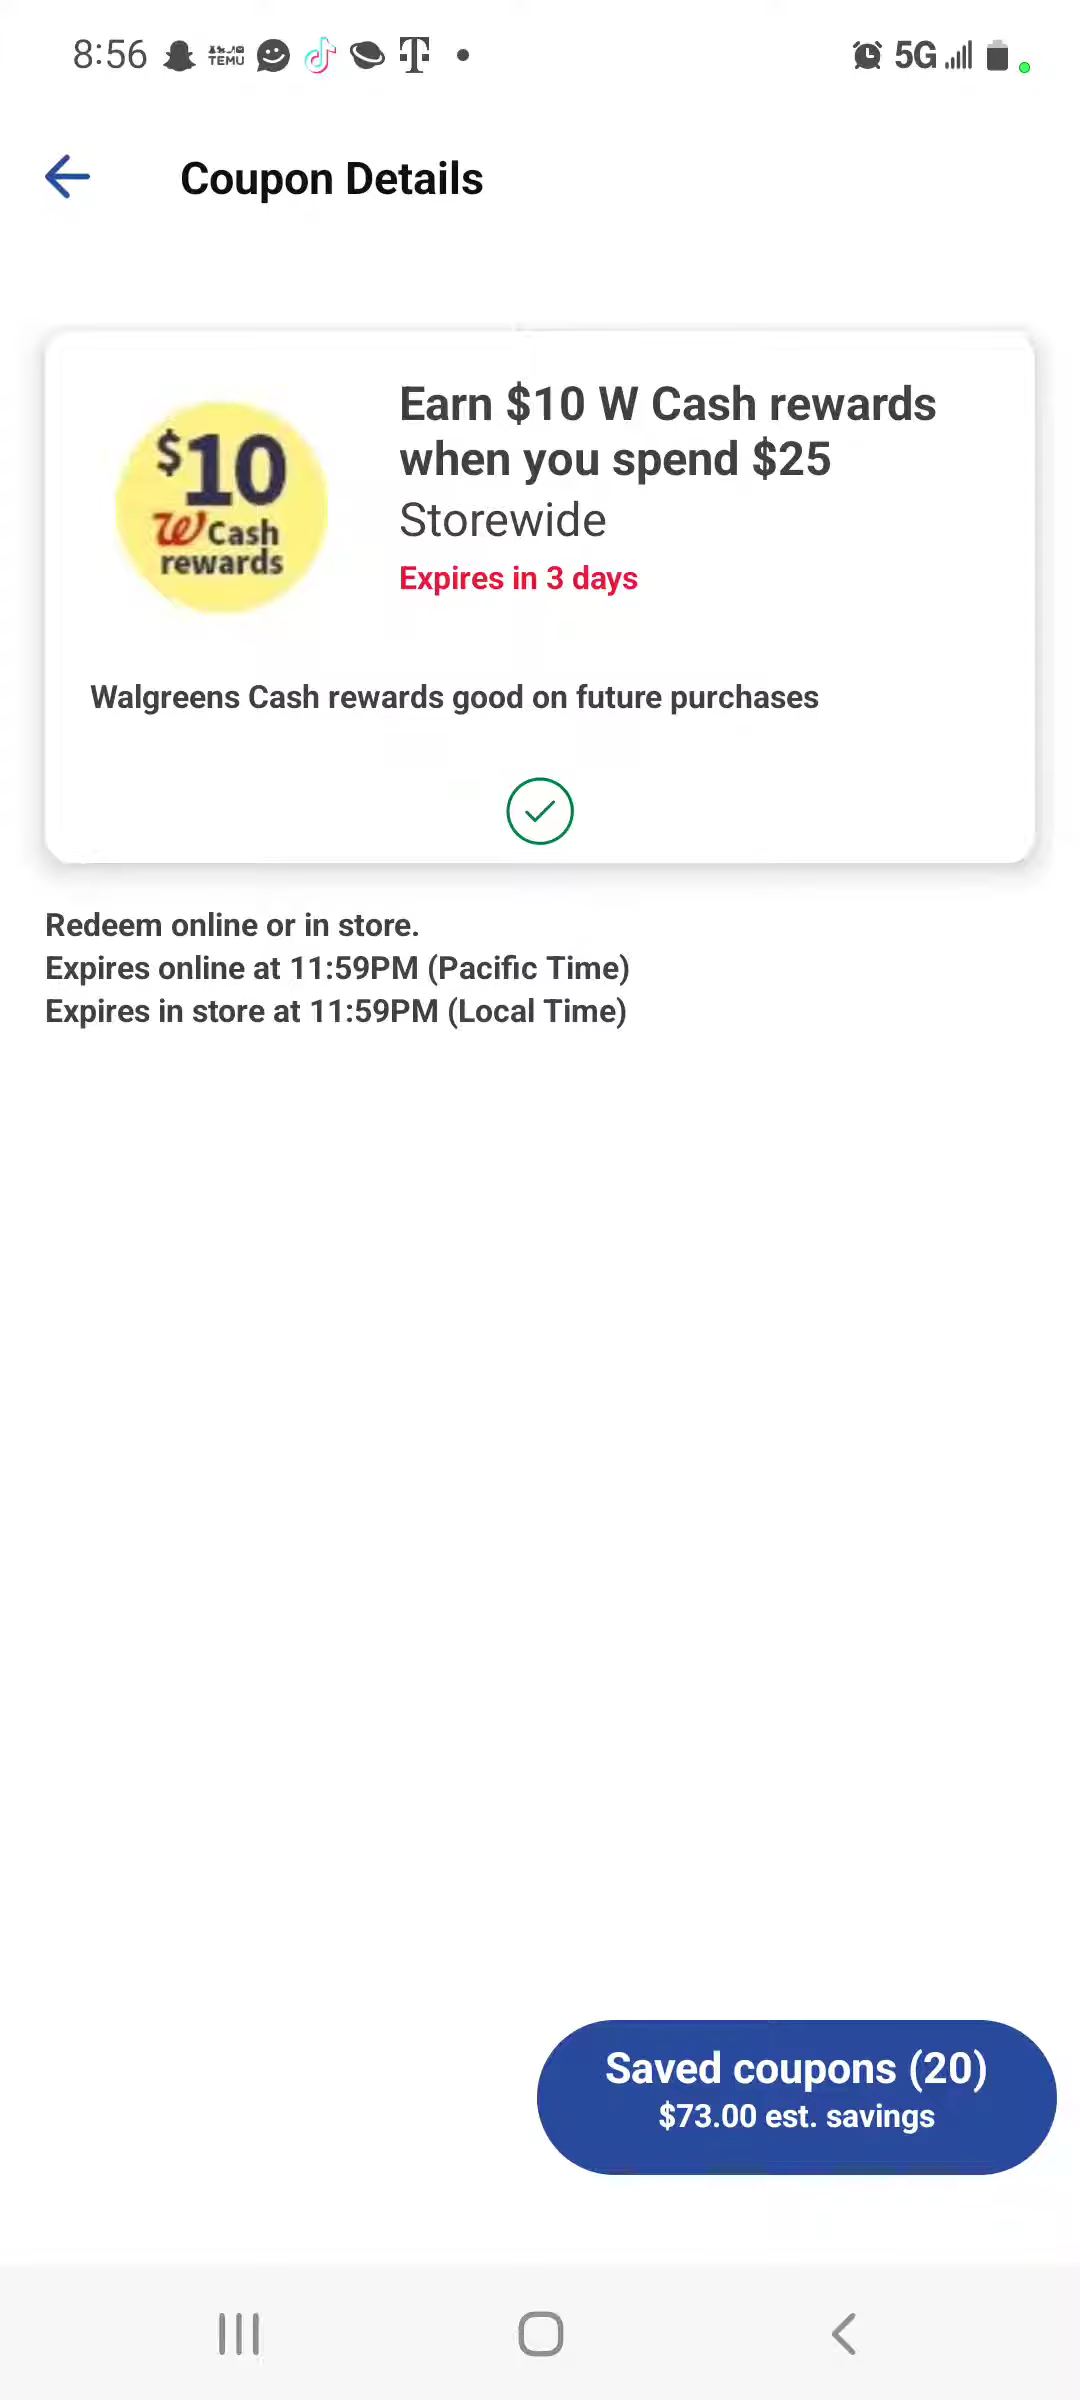 8:56 TEMU 5G
Coupon Details
$10
W Cash
rewards
Earn $10 W Cash rewards
when you spend $25
Storewide
Expires in 3 days
Walgreens Cash rewards good on future purchases
Redeem online or in store.
Expires online at 11:59PM (Pacific Time)
Expires in store at 11:59PM (Local Time)
Saved coupons (20)
$73.00 est. savings